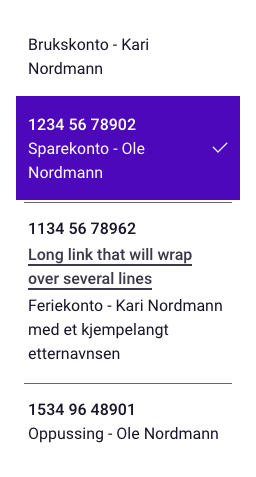 Brukskonto - Kari
Nordmann
1234 56 78902
Sparekonto - Ole
Nordmann
1134 56 78962
Long link that will wrap
over several lines
Feriekonto - Kari Nordmann
med et kjempelangt
etternavnsen
1534 96 48901
Oppussing - Ole Nordmann